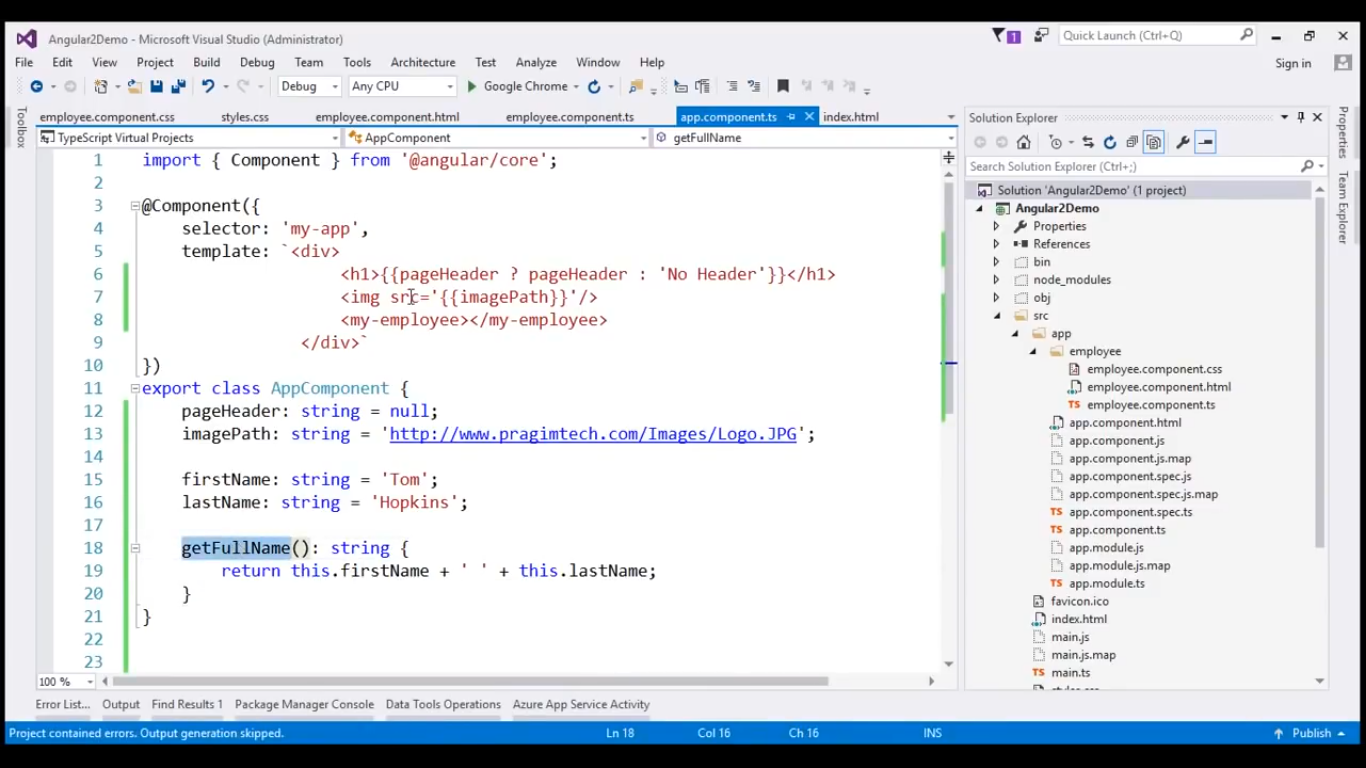 Angular2Demo - Microsoft Visual Studio (Administrator)
1
Quick Launch (Ctrl+Q)
File Edit View Project Build Debug Team Tools Architecture Test Analyze Window Help
Sign in
Debug Any CPU Google Chrome
Toolbox
employee.component.css styles.css employee.component.html employee.component.ts app.component.ts index.html
TypeScript Virtual Projects AppComponent getFullName
1 import { Component } from '@angular/core';
2
3 @Component({
4 selector: 'my-app',
5 template: `<div>
6 <h1>{{pageHeader ? pageHeader : 'No Header'}}</h1>
7 <img src='{{imagePath}}'/>
8 <my-employee></my-employee>
9 </div>`
10 })
11 export class AppComponent {
12 pageHeader: string = null;
13 imagePath: string = 'http://www.pragimtech.com/Images/Logo.JPG';
14
15 firstName: string = 'Tom';
16 lastName: string = 'Hopkins';
17
18 getFullName(): string {
19 return this.firstName + ' ' + this.lastName;
20 }
21 }
22
23
100 %
Solution Explorer
Search Solution Explorer (Ctrl+;)
Solution 'Angular2Demo' (1 project)
Angular2Demo
Properties
References
bin
node_modules
obj
src
app
employee
employee.component.css
employee.component.html
TS employee.component.ts
app.component.html
app.component.js
app.component.js.map
app.component.spec.js
app.component.spec.js.map
TS app.component.spec.ts
TS app.component.ts
app.module.js
app.module.js.map
TS app.module.ts
favicon.ico
index.html
main.js
main.js.map
TS main.ts
Properties
Team Explorer
Error List... Output Find Results 1 Package Manager Console Data Tools Operations Azure App Service Activity
Project contained errors. Output generation skipped. Ln 18 Col 16 Ch 16 INS Publish